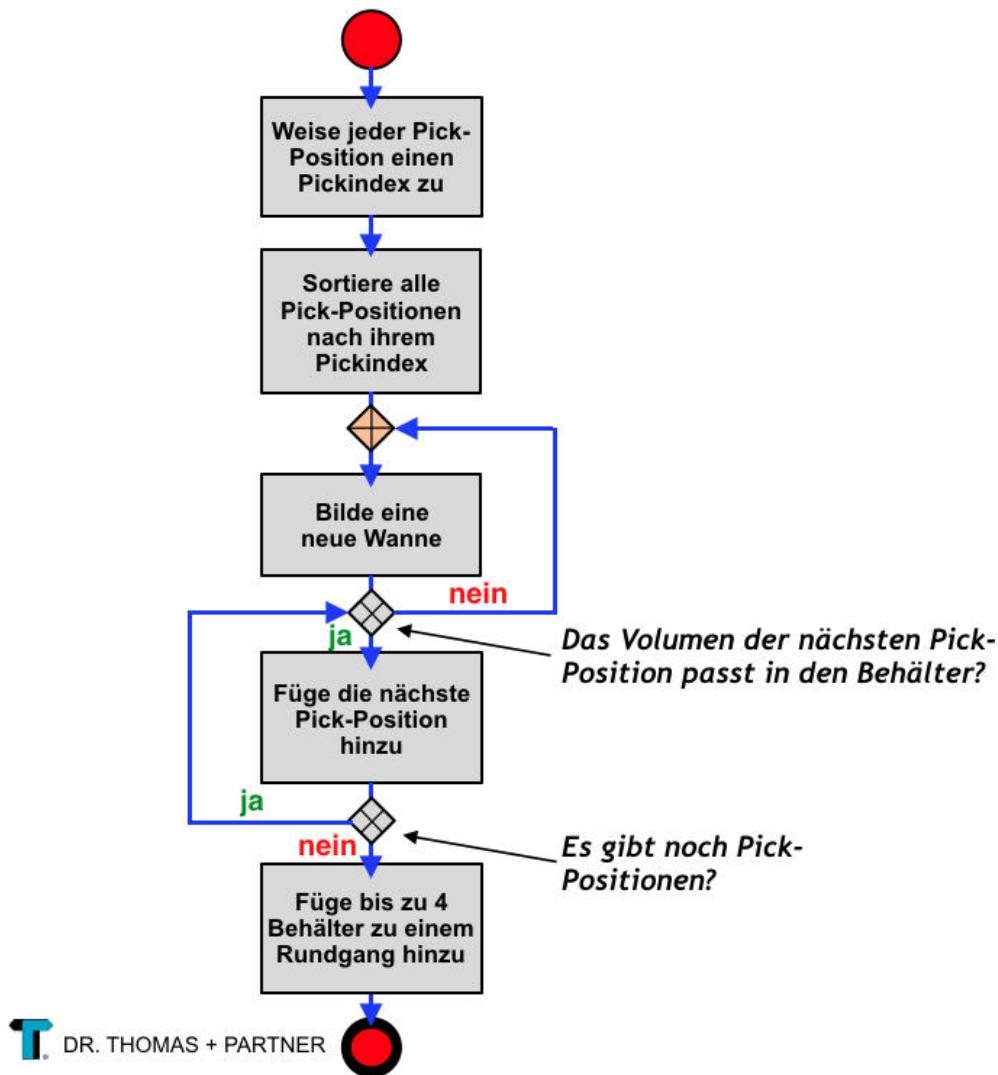 Weise jeder Pick-
Position einen
Pickindex zu
Sortiere alle
Pick-Positionen
nach ihrem
Pickindex
Bilde eine
neue Wanne
nein
ja
Das Volumen der nächsten Pick-
Position passt in den Behälter?
Füge die nächste
Pick-Position
hinzu
ja
nein
Es gibt noch Pick-
Positionen?
Füge bis zu 4
Behälter zu einem
Rundgang hinzu
DR. THOMAS + PARTNER